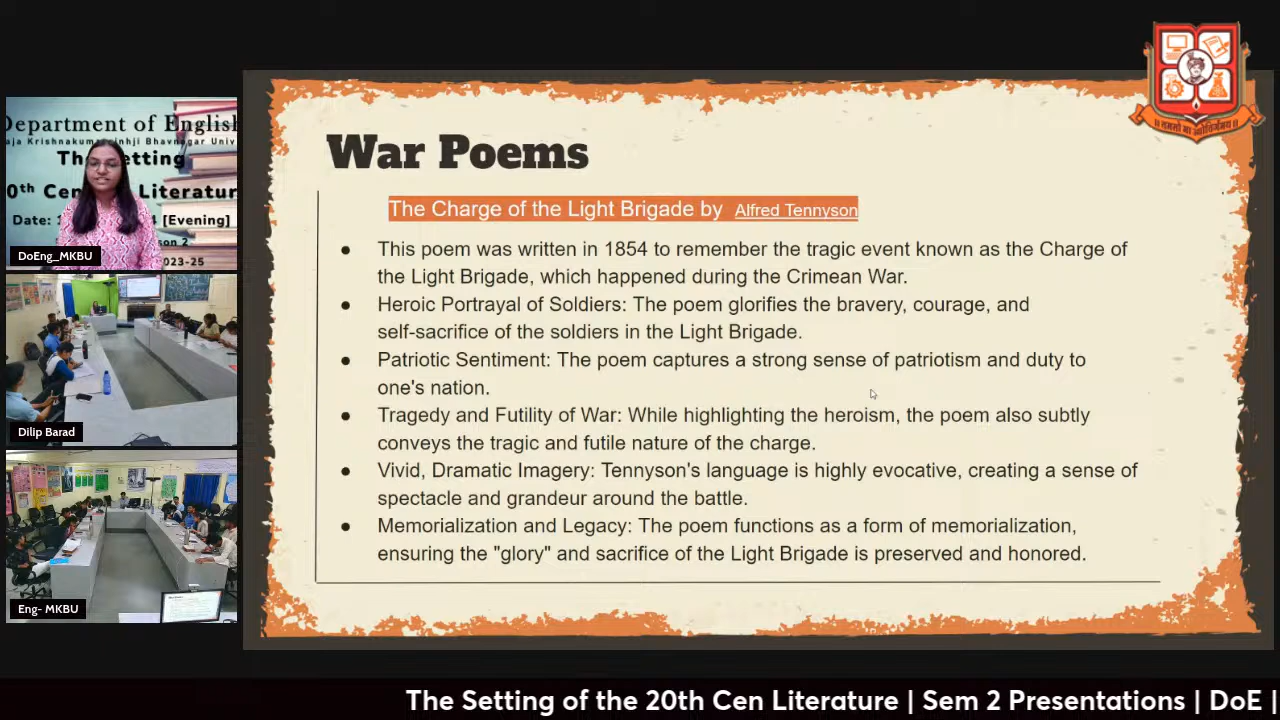 War Poems
The Charge of the Light Brigade by Alfred Tennyson
● This poem was written in 1854 to remember the tragic event known as the Charge of
the Light Brigade, which happened during the Crimean War.
● Heroic Portrayal of Soldiers: The poem glorifies the bravery, courage, and
self-sacrifice of the soldiers in the Light Brigade.
● Patriotic Sentiment: The poem captures a strong sense of patriotism and duty to
one's nation.
● Tragedy and Futility of War: While highlighting the heroism, the poem also subtly
conveys the tragic and futile nature of the charge.
● Vivid, Dramatic Imagery: Tennyson's language is highly evocative, creating a sense of
spectacle and grandeur around the battle.
● Memorialization and Legacy: The poem functions as a form of memorialization,
ensuring the "glory" and sacrifice of the Light Brigade is preserved and honored.
Department of English
Krishnakumarsinhji Bhavnagar
Setting
Cen Literatur
Date: [Evening]
023-25
DoEng_MKBU
Dilip Barad
Eng- MKBU
The Setting of the 20th Cen Literature | Sem 2 Presentations | DoE |